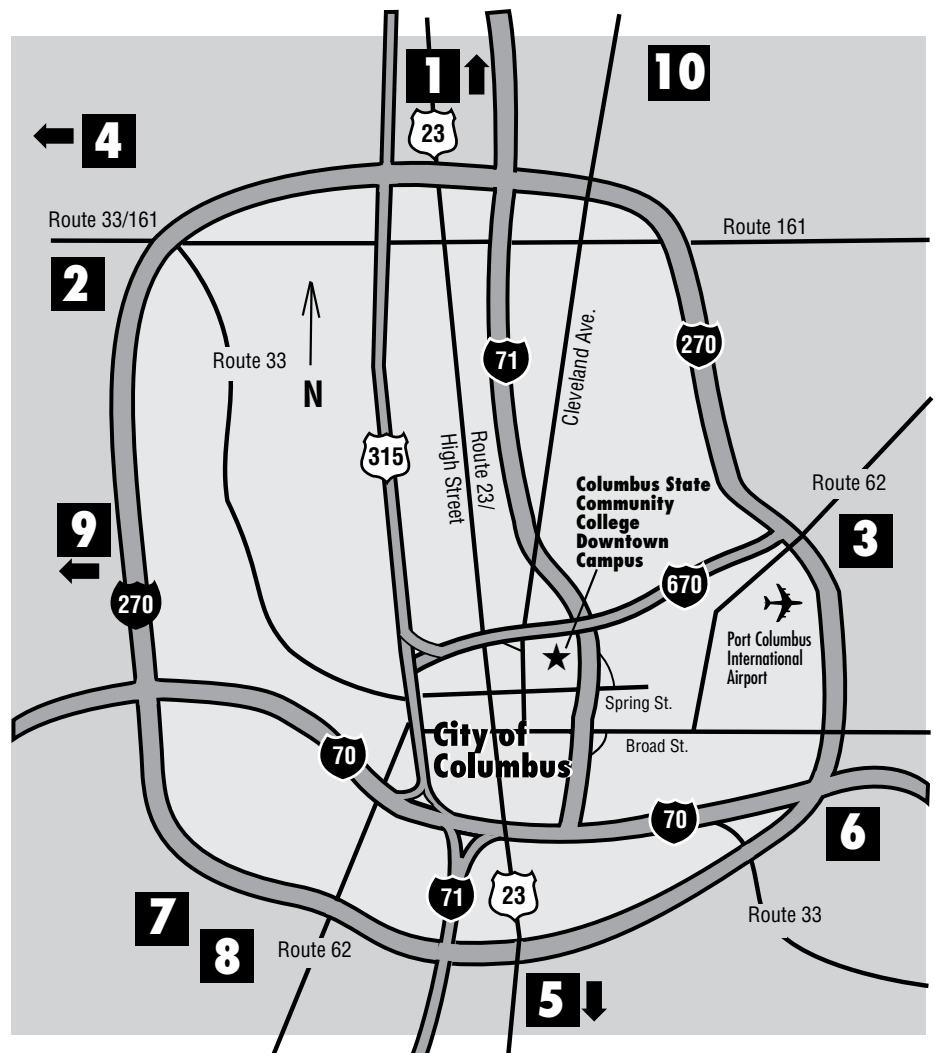 1
10
23
4
Route 33/161
Route 161
2
270
71
Route 33
N
Cleveland Ave.
315
Route 23/
High Street
Columbus State
Community
College
Downtown
Campus
Route 62
3
9
270
670
Port Columbus
International
Airport
Spring St.
Broad St.
City of
Columbus
70
70
6
71
23
7
8
Route 62
Route 33
5